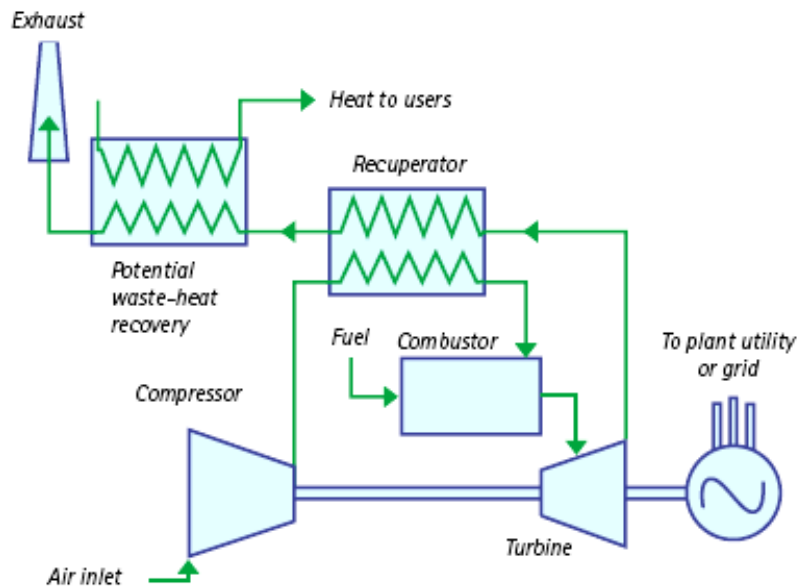 Exhaust
Heat to users
Recuperator
Potential
waste-heat
recovery
Fuel
Combustor
To plant utility
or grid
Compressor
Turbine
Air inlet